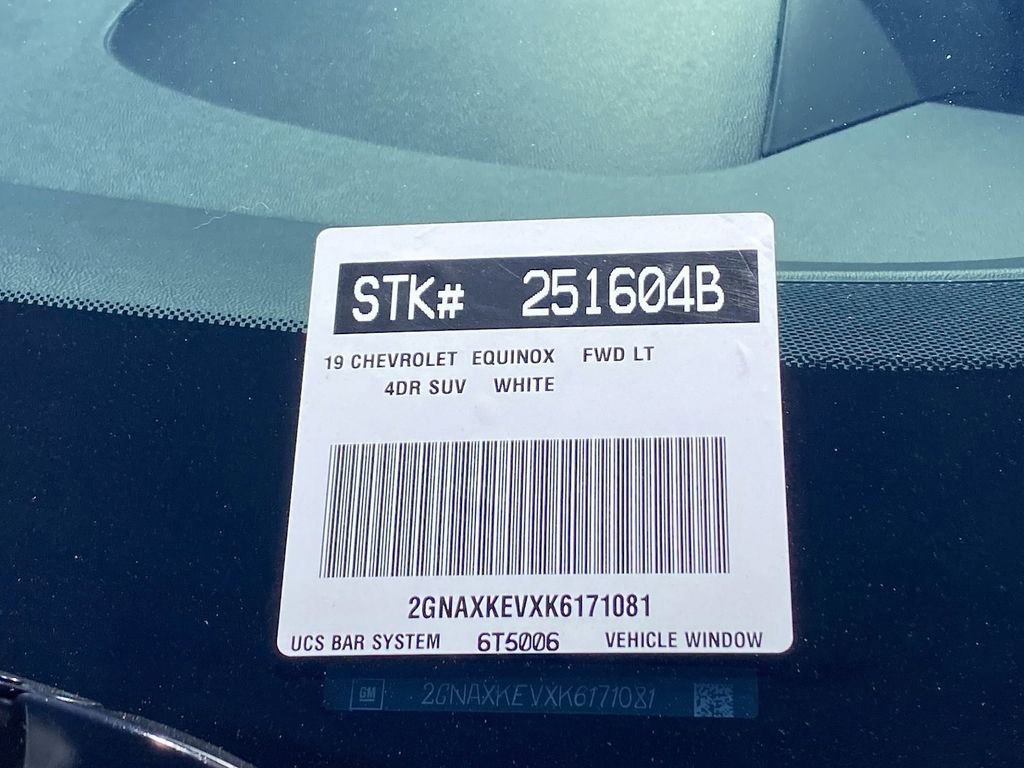 STK# 251604B
19 CHEVROLET EQUINOX FWD LT
4DR SUV WHITE
2GNAXKEVXK6171081
UCS BAR SYSTEM 6T5006 VEHICLE WINDOW
GM 2GNAXKEVXK6171081